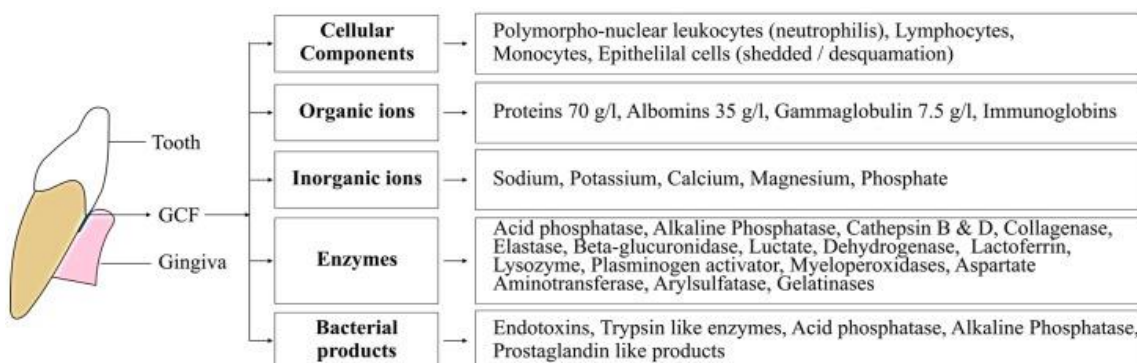 Tooth
GCF
Gingiva
Cellular
Components
Polymorpho-nuclear leukocytes (neutrophilis), Lymphocytes,
Monocytes, Epithelilal cells (shedded / desquamation)
Organic ions
Proteins 70 g/l, Albomins 35 g/l, Gammaglobulin 7.5 g/l, Immunoglobins
Inorganic ions
Sodium, Potassium, Calcium, Magnesium, Phosphate
Enzymes
Acid phosphatase, Alkaline Phosphatase, Cathepsin B & D, Collagenase,
Elastase, Beta-glucuronidase, Luctate, Dehydrogenase, Lactoferrin,
Lysozyme, Plasminogen activator, Myeloperoxidases, Aspartate
Aminotransferase, Arylsulfatase, Gelatinases
Bacterial
products
Endotoxins, Trypsin like enzymes, Acid phosphatase, Alkaline Phosphatase,
Prostaglandin like products